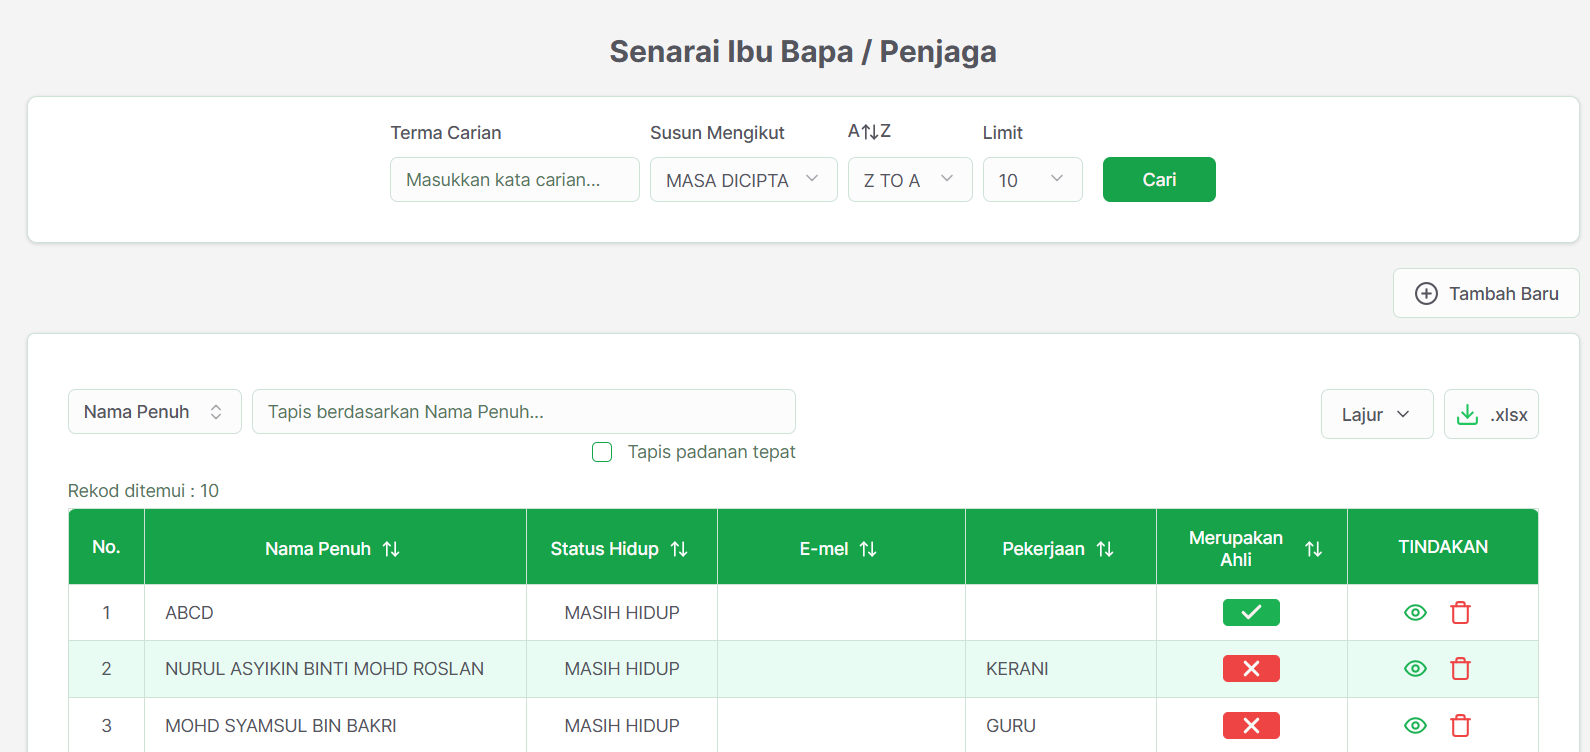 Senarai Ibu Bapa / Penjaga
Terma Carian
Susun Mengikut
A↑↓Z
Limit
Masukkan kata carian...
MASA DICIPTA
Z TO A
10
Cari
Tambah Baru
Nama Penuh
Tapis berdasarkan Nama Penuh...
Lajur
.xlsx
Tapis padanan tepat
Rekod ditemui : 10
No. Nama Penuh Status Hidup E-mel Pekerjaan Merupakan Ahli TINDAKAN
1 ABCD MASIH HIDUP
2 NURUL ASYIKIN BINTI MOHD ROSLAN MASIH HIDUP KERANI
3 MOHD SYAMSUL BIN BAKRI MASIH HIDUP GURU